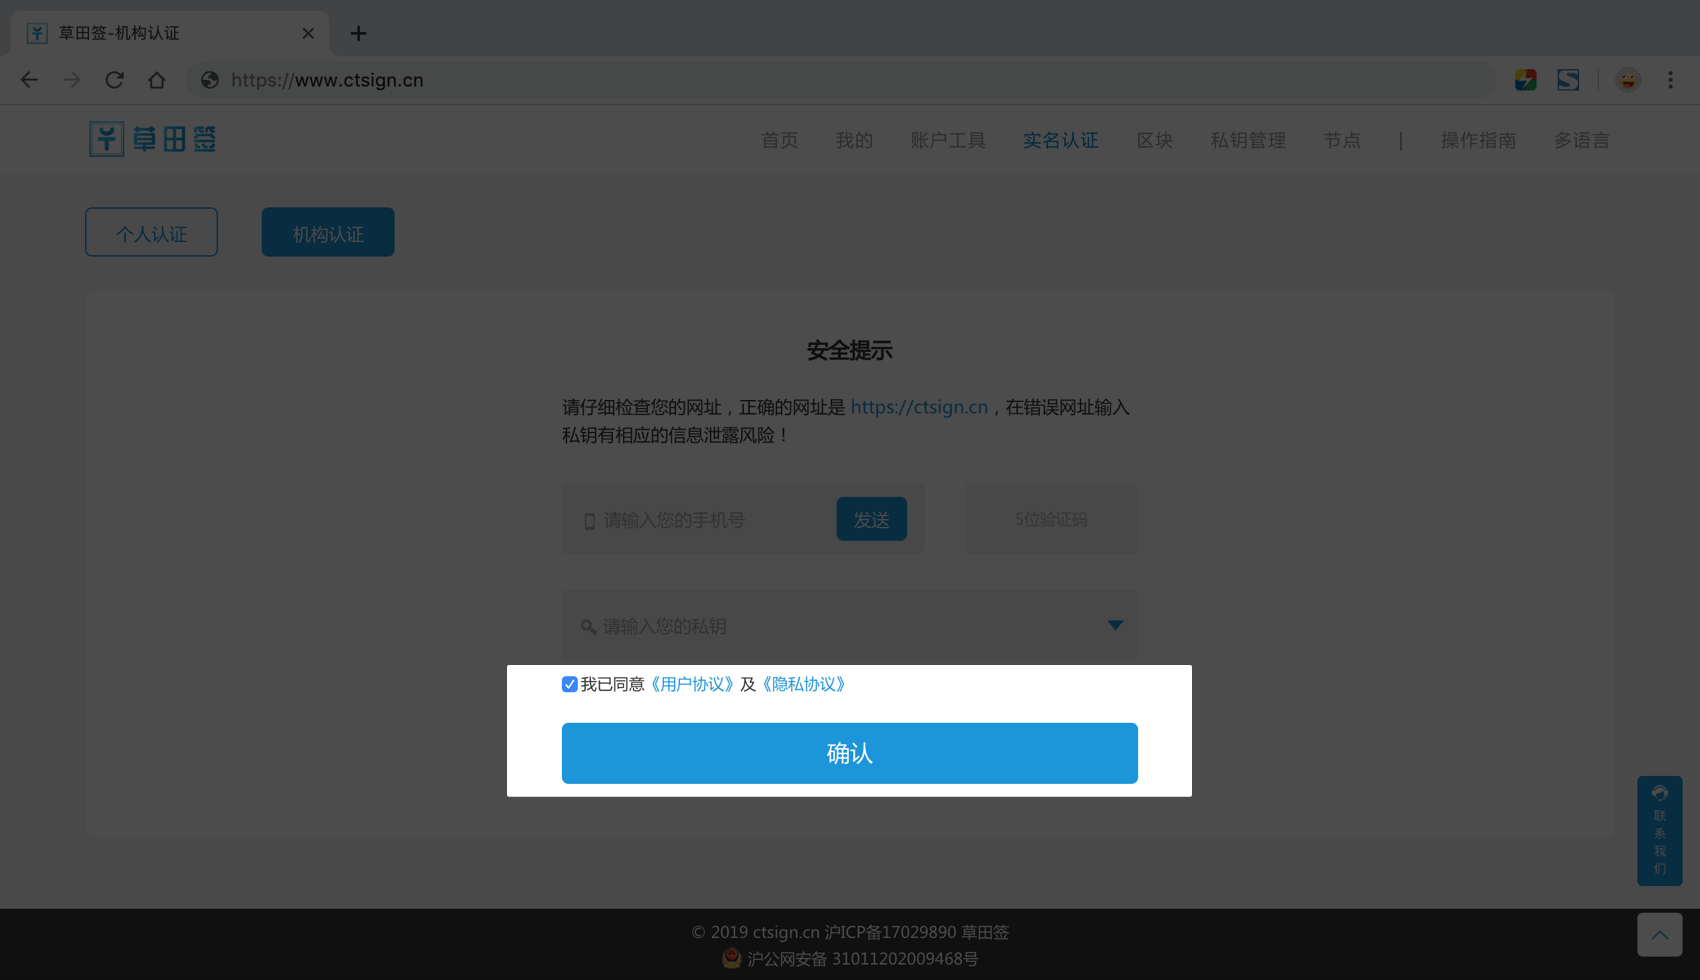 草田签-机构认证
https://www.ctsign.cn
草田签
首页 我的 账户工具 实名认证 区块 私钥管理 节点 | 操作指南 多语言
个人认证 机构认证
安全提示
请仔细检查您的网址，正确的网址是 https://ctsign.cn，在错误网址输入
私钥有相应的信息泄露风险！
请输入您的手机号 发送 5位验证码
请输入您的私钥
我已同意《用户协议》及《隐私协议》
确认
联系我们
© 2019 ctsign.cn 沪ICP备17029890 草田签
沪公网安备 31011202009468号